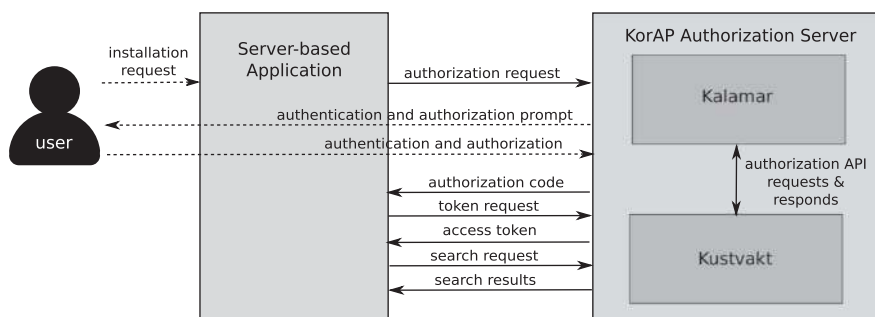 installation
request
user
Server-based
Application
authorization request
authentication and authorization prompt
authentication and authorization
authorization code
token request
access token
search request
search results
KorAP Authorization Server
Kalamar
authorization API
requests &
responds
Kustvakt